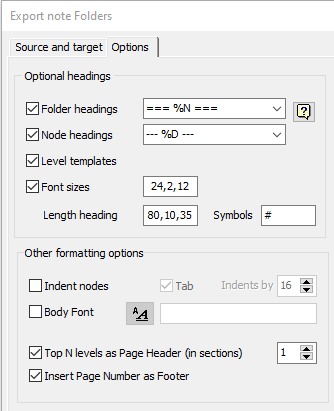 Export note Folders
Source and target Options
Optional headings
Folder headings === %N === ?
Node headings --- %D ---
Level templates
Font sizes 24,2,12
Length heading 80,10,35 Symbols #
Other formatting options
Indent nodes Tab Indents by 16
Body Font AA
Top N levels as Page Header (in sections) 1
Insert Page Number as Footer